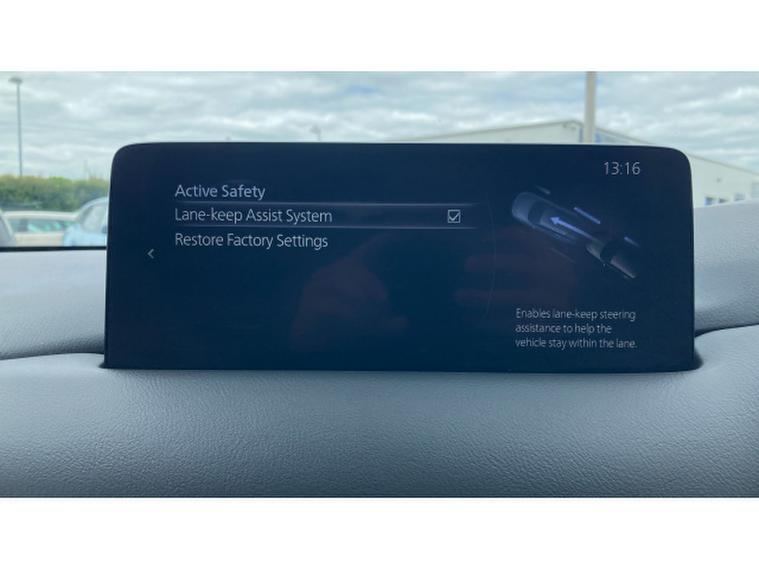 13:16
Active Safety
Lane-keep Assist System
Restore Factory Settings
Enables lane-keep steering
assistance to help the
vehicle stay within the lane.